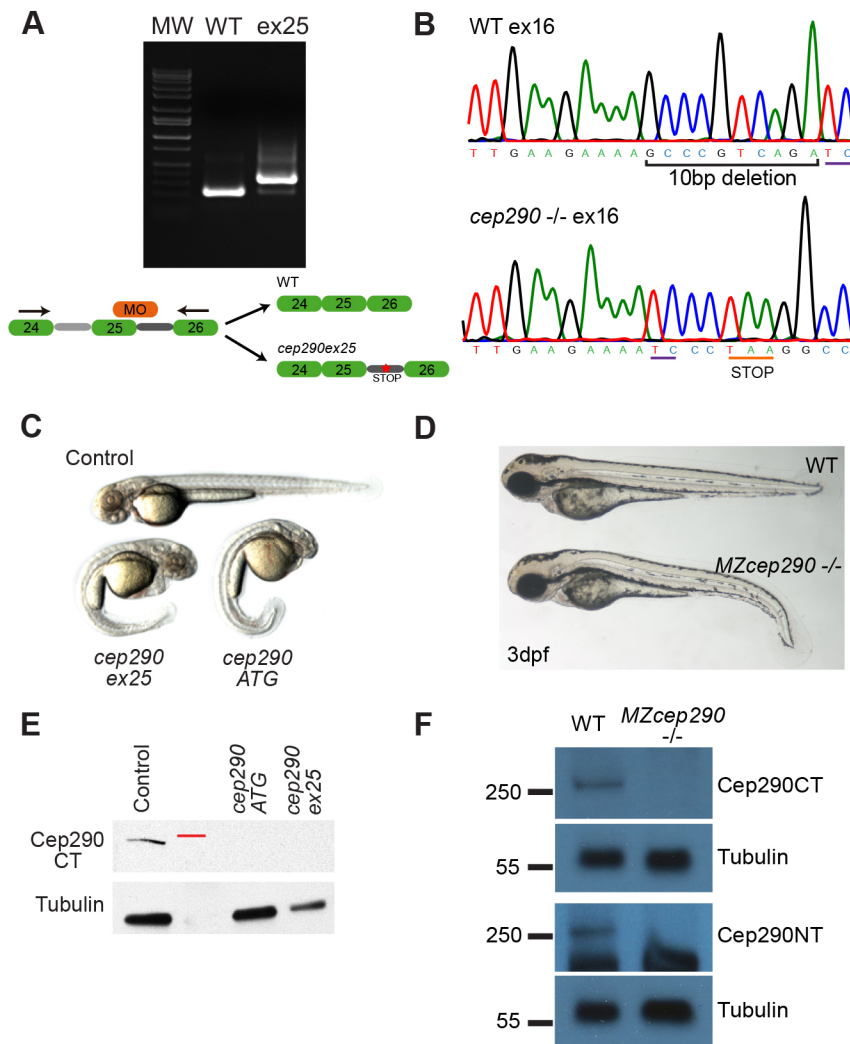 A
MW WT ex25
MO
24 25 26
WT
24 25 26
cep290ex25
24 25 26
STOP
B
WT ex16
T T G A A G A A A A G C C C G T C A G A T C
10bp deletion
cep290 -/- ex16
T T G A A G A A A A T C C C T A A G G C C
STOP
C
Control
cep290
ex25
cep290
ATG
D
WT
MZcep290 -/-
3dpf
E
Control
cep290
ATG
cep290
ex25
Cep290
CT
Tubulin
F
WT
MZcep290
-/-
250
Cep290CT
55
Tubulin
250
Cep290NT
55
Tubulin